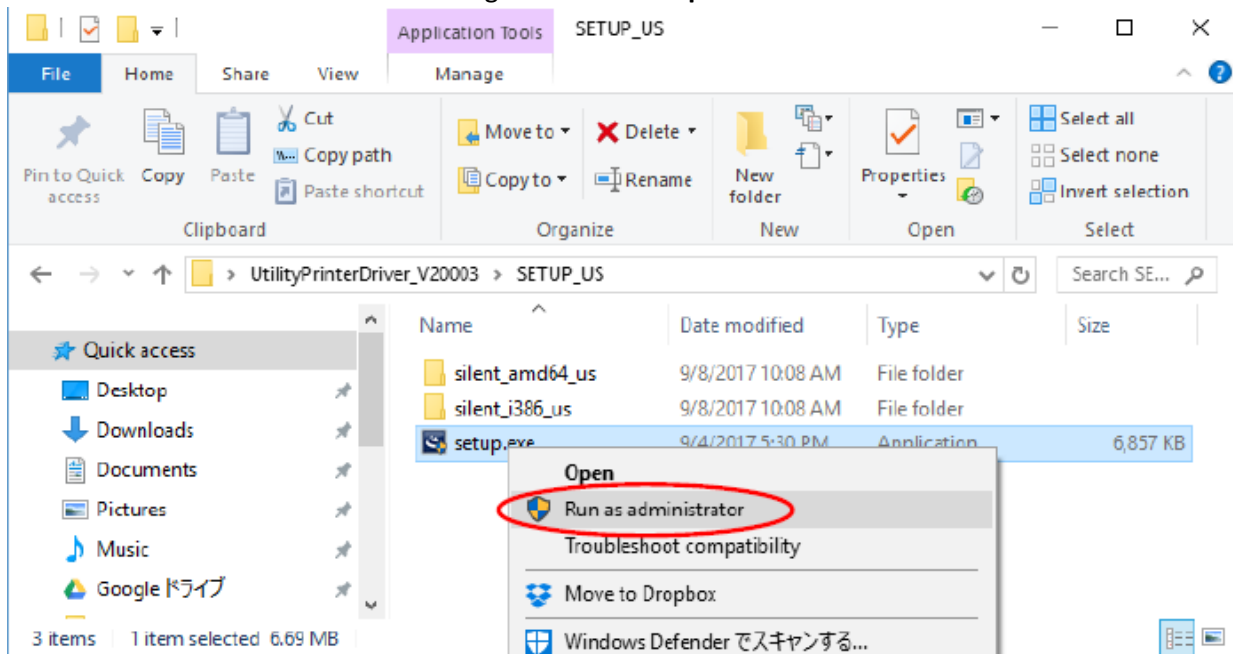 SETUP_US
Application Tools
File Home Share View Manage
Pin to Quick access
Copy
Paste
Cut
Copy path
Paste shortcut
Clipboard
Move to
Copy to
Delete
Rename
Organize
New folder
New
Properties
Open
Select all
Select none
Invert selection
Select
UtilityPrinterDriver_V20003 > SETUP_US
Search SE...
Name Date modified Type Size
Quick access
Desktop
Downloads
Documents
Pictures
Music
Google ドライブ
silent_amd64_us 9/8/2017 10:08 AM File folder
silent_i386_us 9/8/2017 10:08 AM File folder
setup.exe 9/4/2017 5:30 PM Application 6,857 KB
Open
Run as administrator
Troubleshoot compatibility
Move to Dropbox
Windows Defender でスキャンする...
3 items 1 item selected 6.69 MB